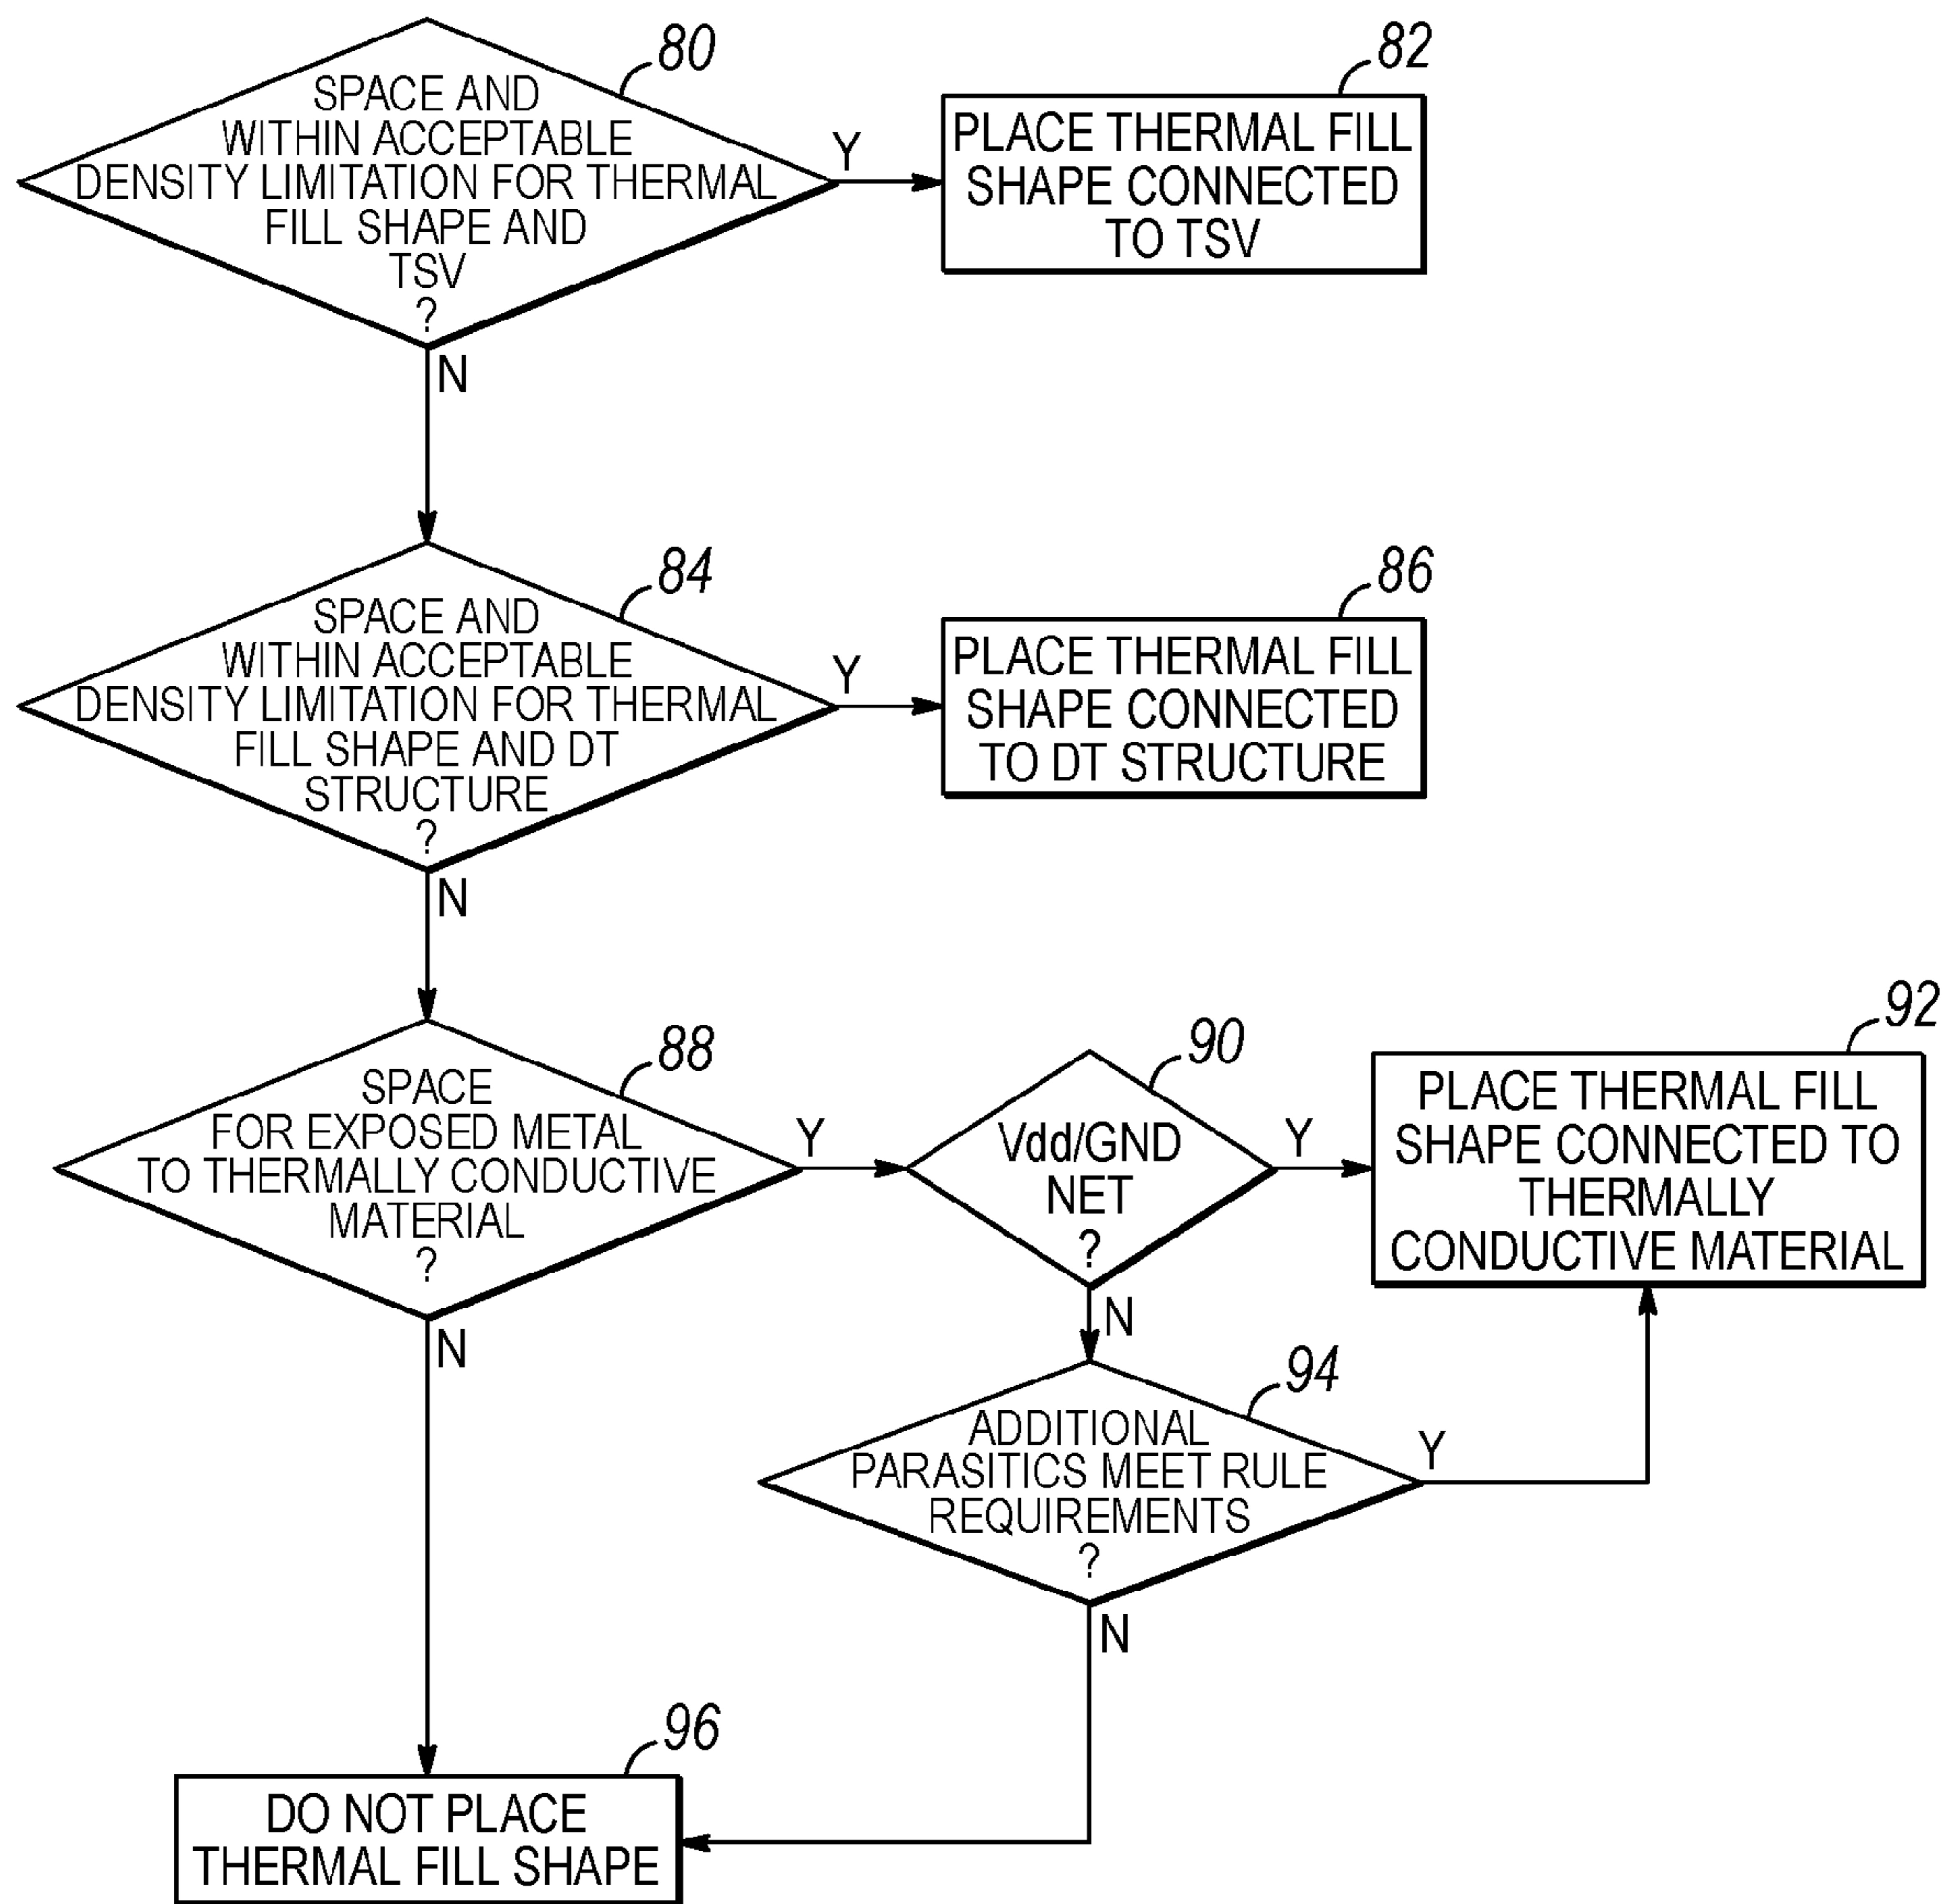 80
SPACE AND
WITHIN ACCEPTABLE
DENSITY LIMITATION FOR THERMAL
FILL SHAPE AND
TSV
?
Y
N
82
PLACE THERMAL FILL
SHAPE CONNECTED
TO TSV
84
SPACE AND
WITHIN ACCEPTABLE
DENSITY LIMITATION FOR THERMAL
FILL SHAPE AND DT
STRUCTURE
?
Y
N
86
PLACE THERMAL FILL
SHAPE CONNECTED
TO DT STRUCTURE
88
SPACE
FOR EXPOSED METAL
TO THERMALLY CONDUCTIVE
MATERIAL
?
Y
N
90
Vdd/GND
NET
?
Y
N
92
PLACE THERMAL FILL
SHAPE CONNECTED TO
THERMALLY
CONDUCTIVE MATERIAL
94
ADDITIONAL
PARASITICS MEET RULE
REQUIREMENTS
?
Y
N
96
DO NOT PLACE
THERMAL FILL SHAPE